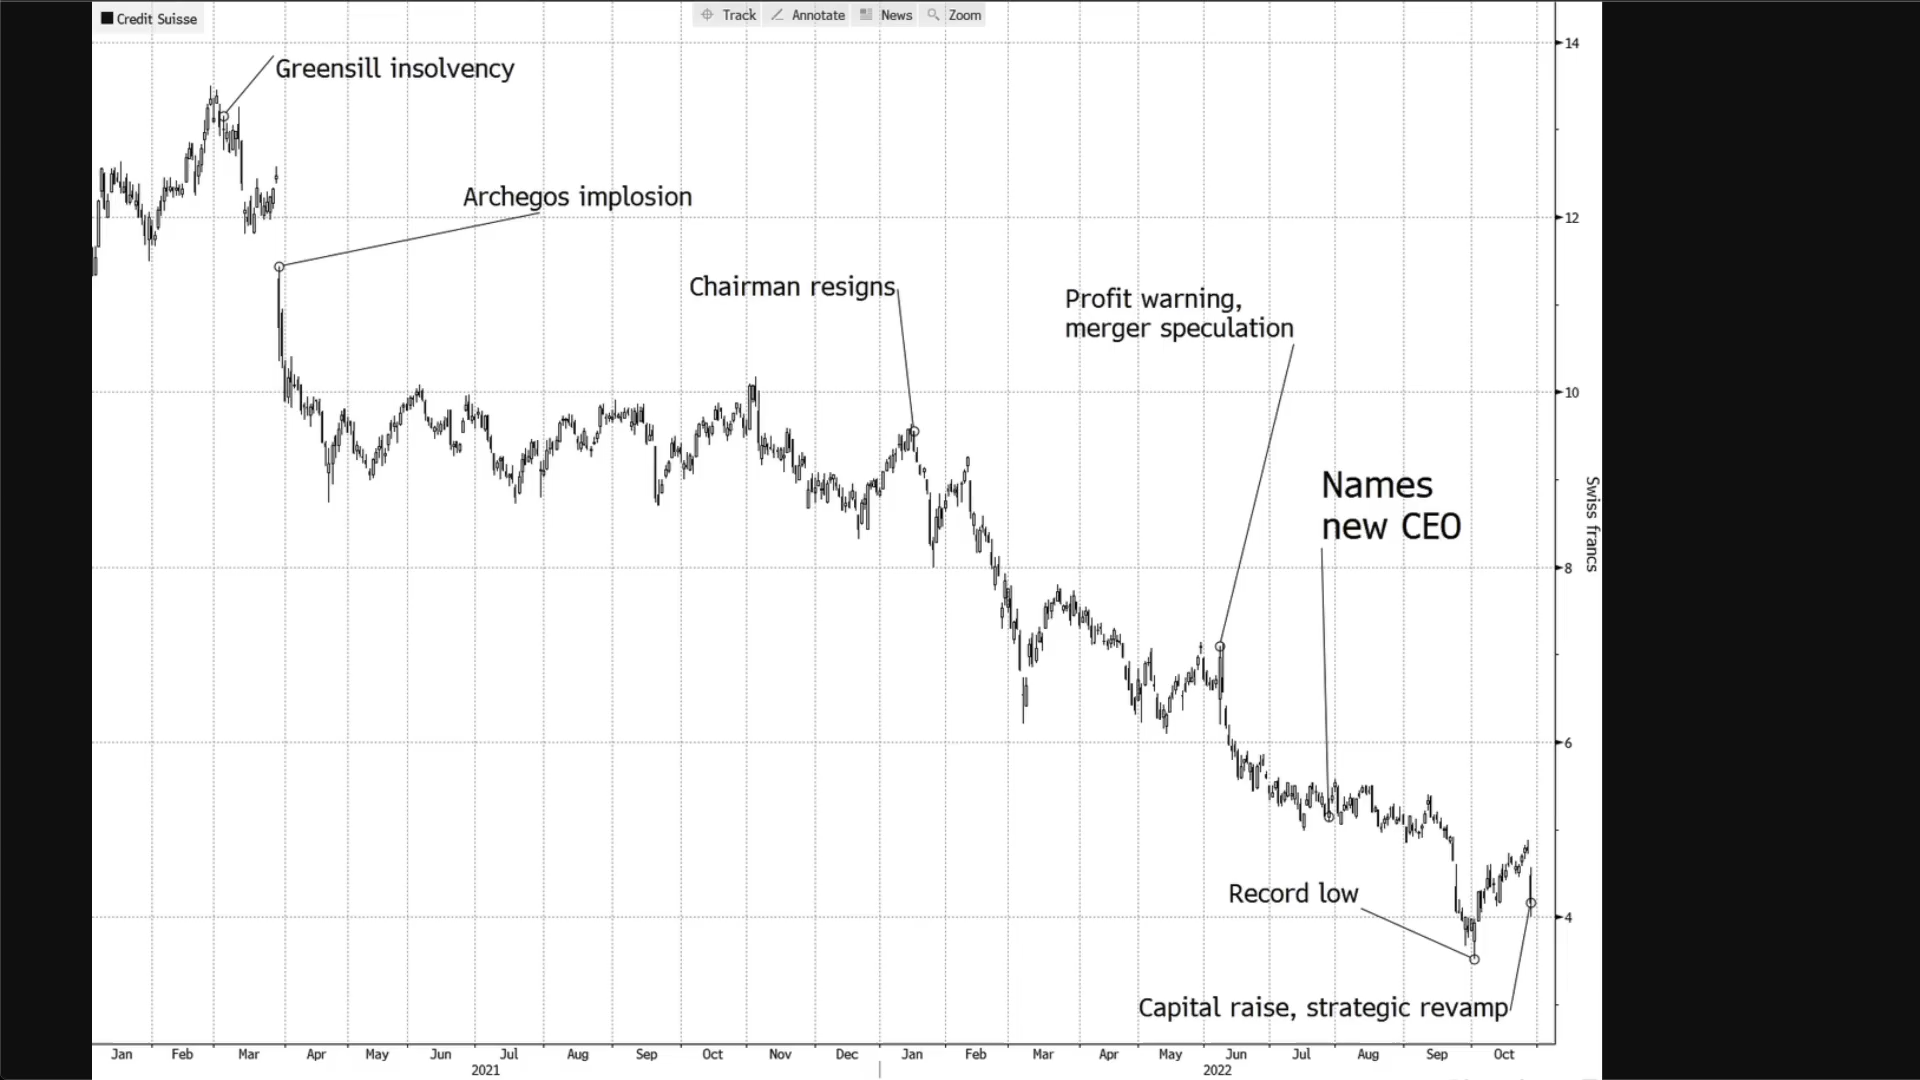 Credit Suisse
Track Annotate News Zoom
Greensill insolvency
Archegos implosion
Chairman resigns
Profit warning,
merger speculation
Names
new CEO
Record low
Capital raise, strategic revamp
14
12
10
8
6
4
Swiss francs
Jan Feb Mar Apr May Jun Jul Aug Sep Oct Nov Dec Jan Feb Mar Apr May Jun Jul Aug Sep Oct
2021 2022